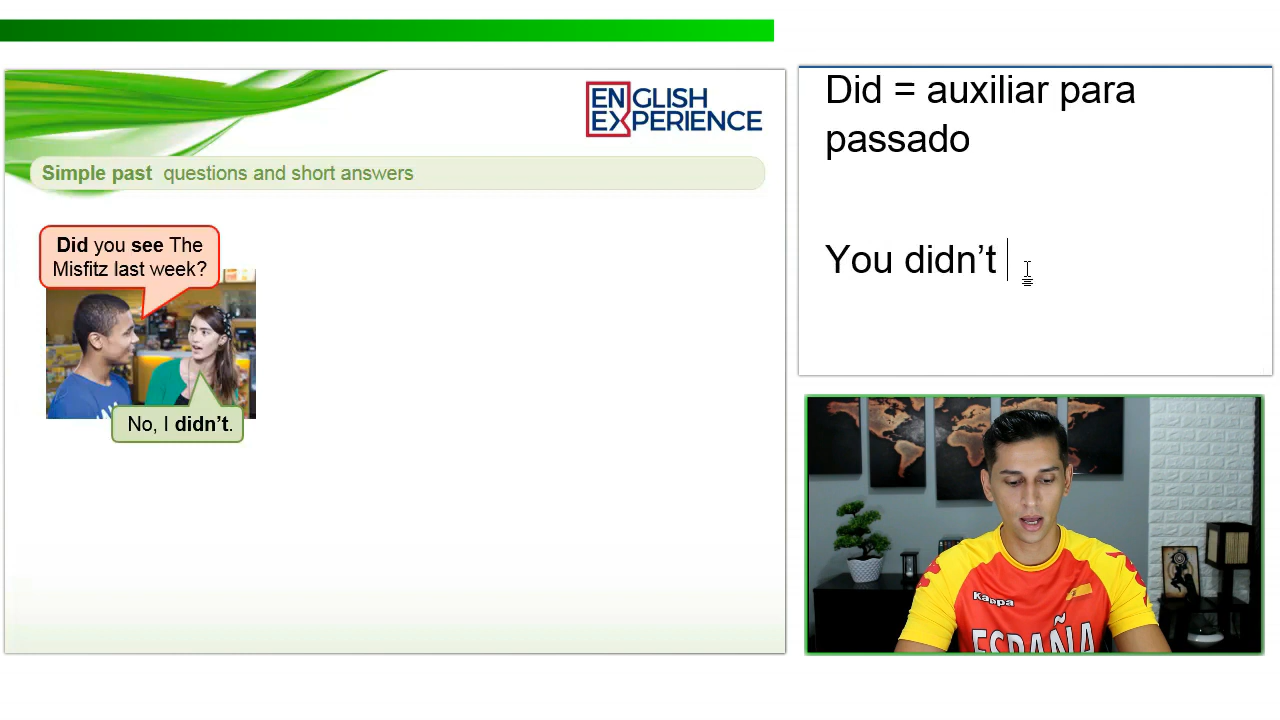 ENGLISH
EXPERIENCE
Simple past questions and short answers
Did you see The
Misfitz last week?
No, I didn't.
Did = auxiliar para
passado
You didn't
Kappa
ESPAÑA